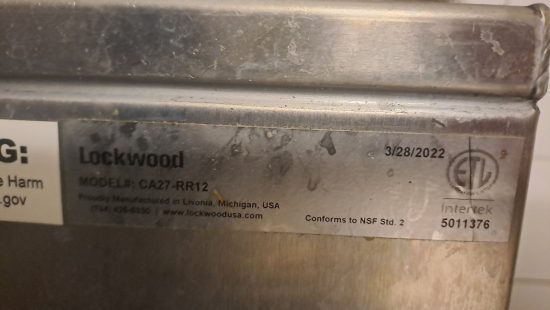 G:
e Harm
.gov
Lockwood
MODEL#: CA27-RR12
Proudly Manufactured in Livonia, Michigan, USA
| www.lockwoodusa.com
3/28/2022
Conforms to NSF Std. 2
ETL
Intertek
5011376